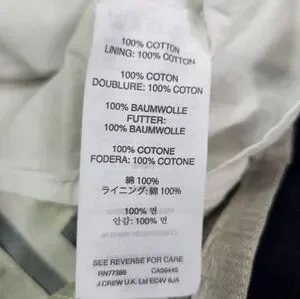 100% COTTON
LINING: 100% COTTON
100% COTON
DOUBLURE: 100% COTON
100% BAUMWOLLE
FUTTER:
100% BAUMWOLLE
100% COTONE
FODERA: 100% COTONE
綿 100%
ライニング: 綿 100%
100% 면
안감: 100% 면
SEE REVERSE FOR CARE
RN77388 CA56445
J.CREW U.K. Ltd EC4V 6JA